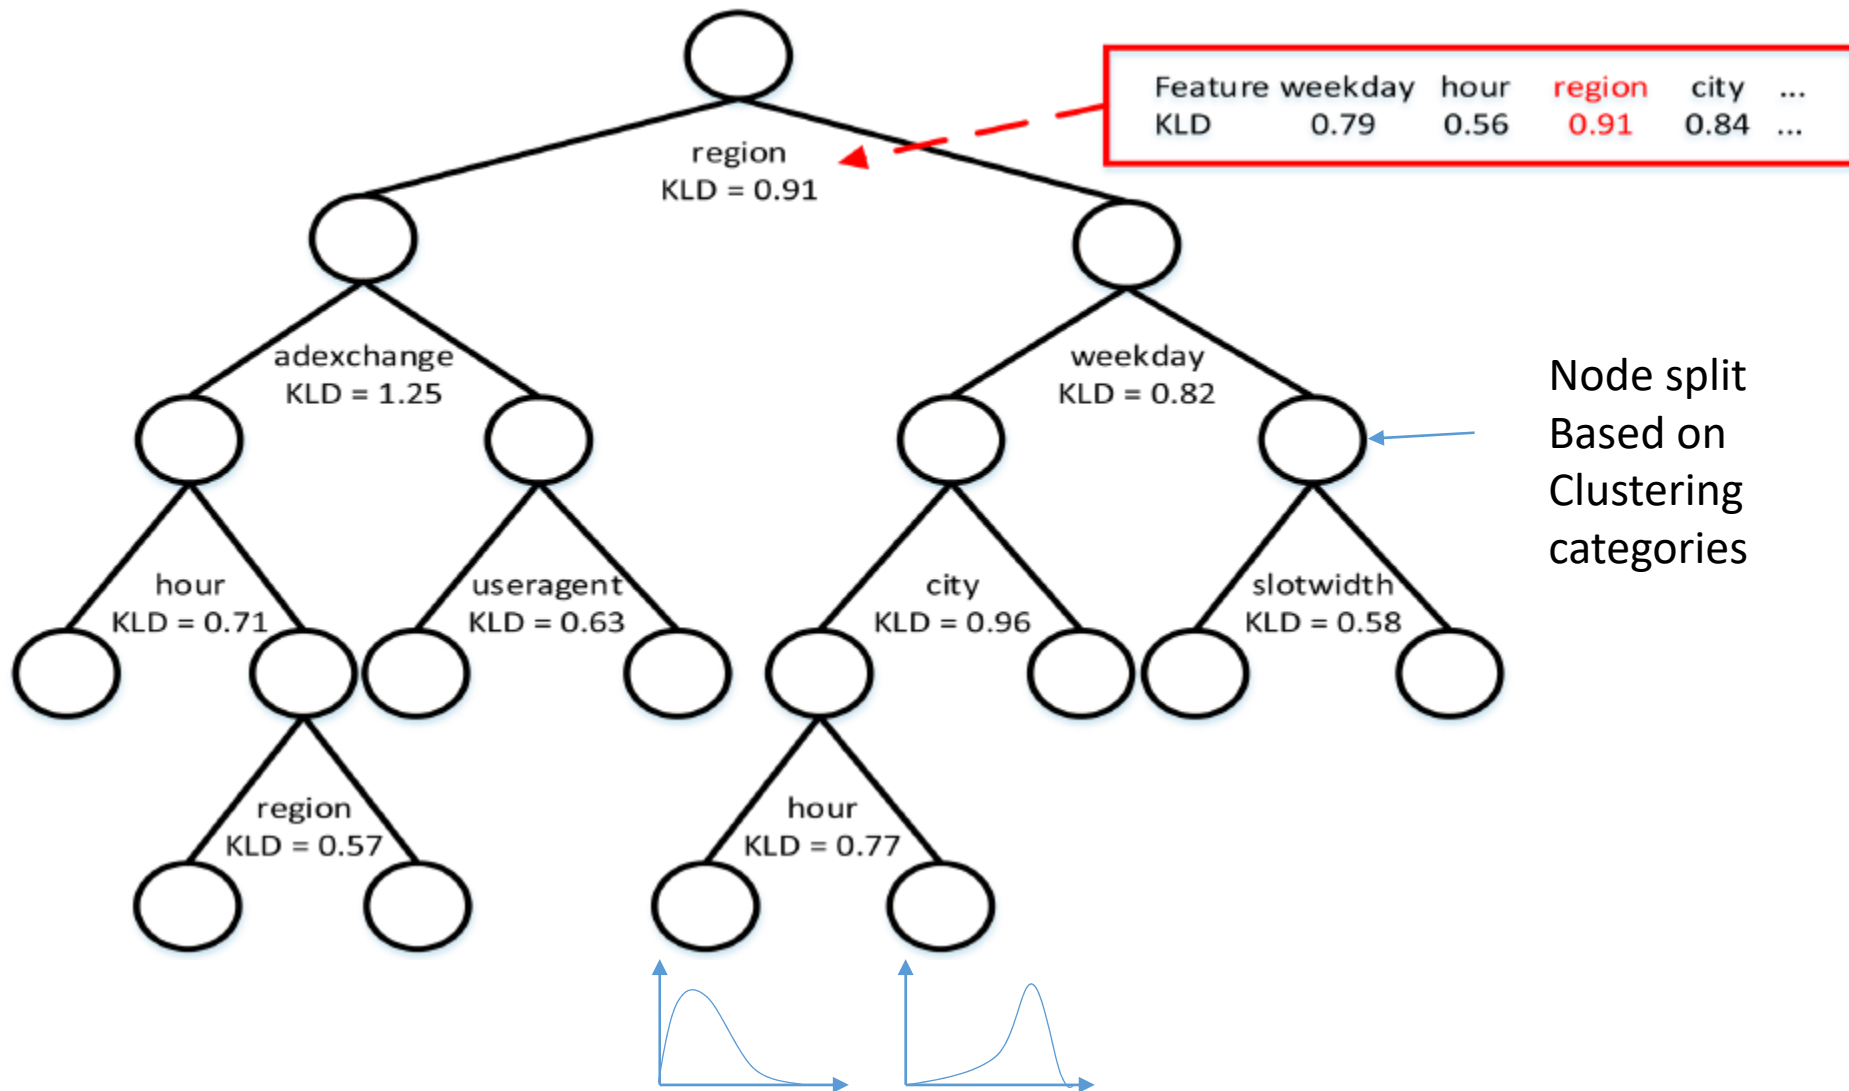 Feature weekday hour region city ...
KLD 0.79 0.56 0.91 0.84 ...
region
KLD = 0.91
adexchange
KLD = 1.25
weekday
KLD = 0.82
Node split
Based on
Clustering
categories
hour
KLD = 0.71
useragent
KLD = 0.63
city
KLD = 0.96
slotwidth
KLD = 0.58
region
KLD = 0.57
hour
KLD = 0.77